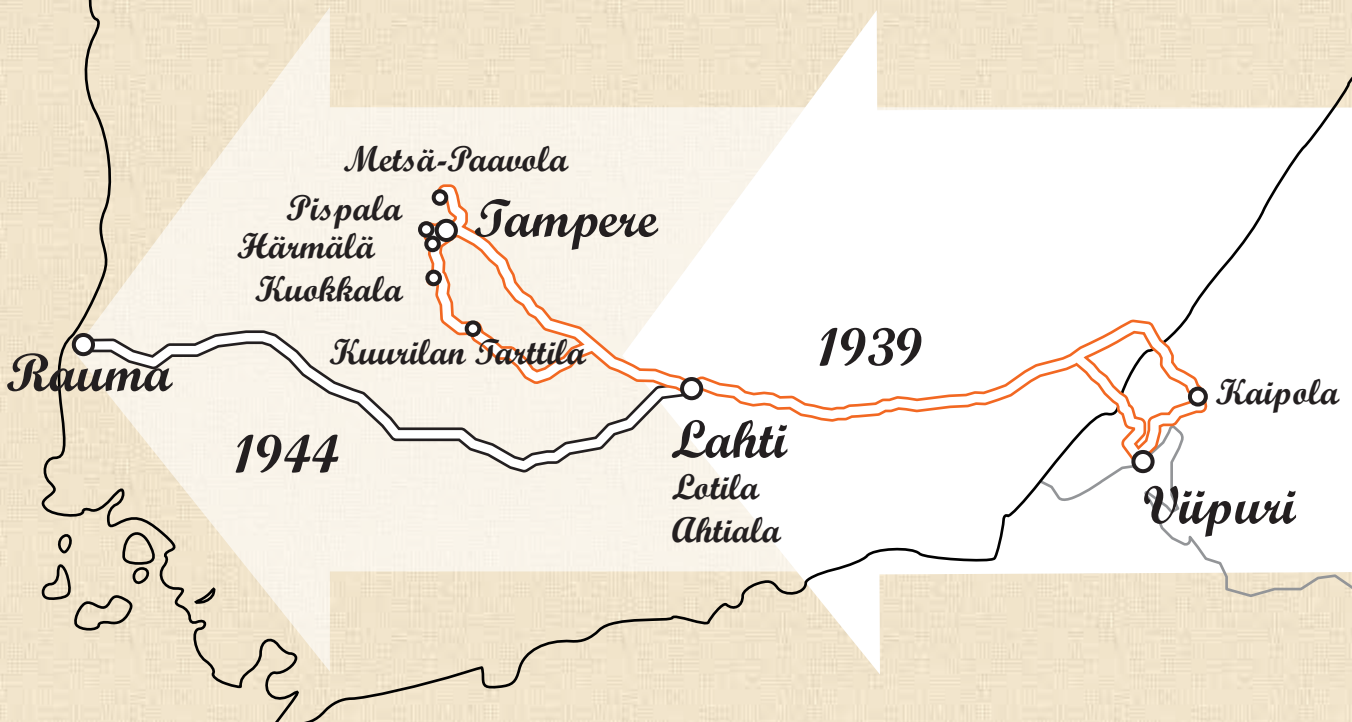 Metsä-Paavola
Pispala
Tampere
Härmälä
Kuokkala
Kuurilan Tarttila
1939
Rauma
Kaipola
1944
Lahti
Lotila
Viipuri
Ahtiala